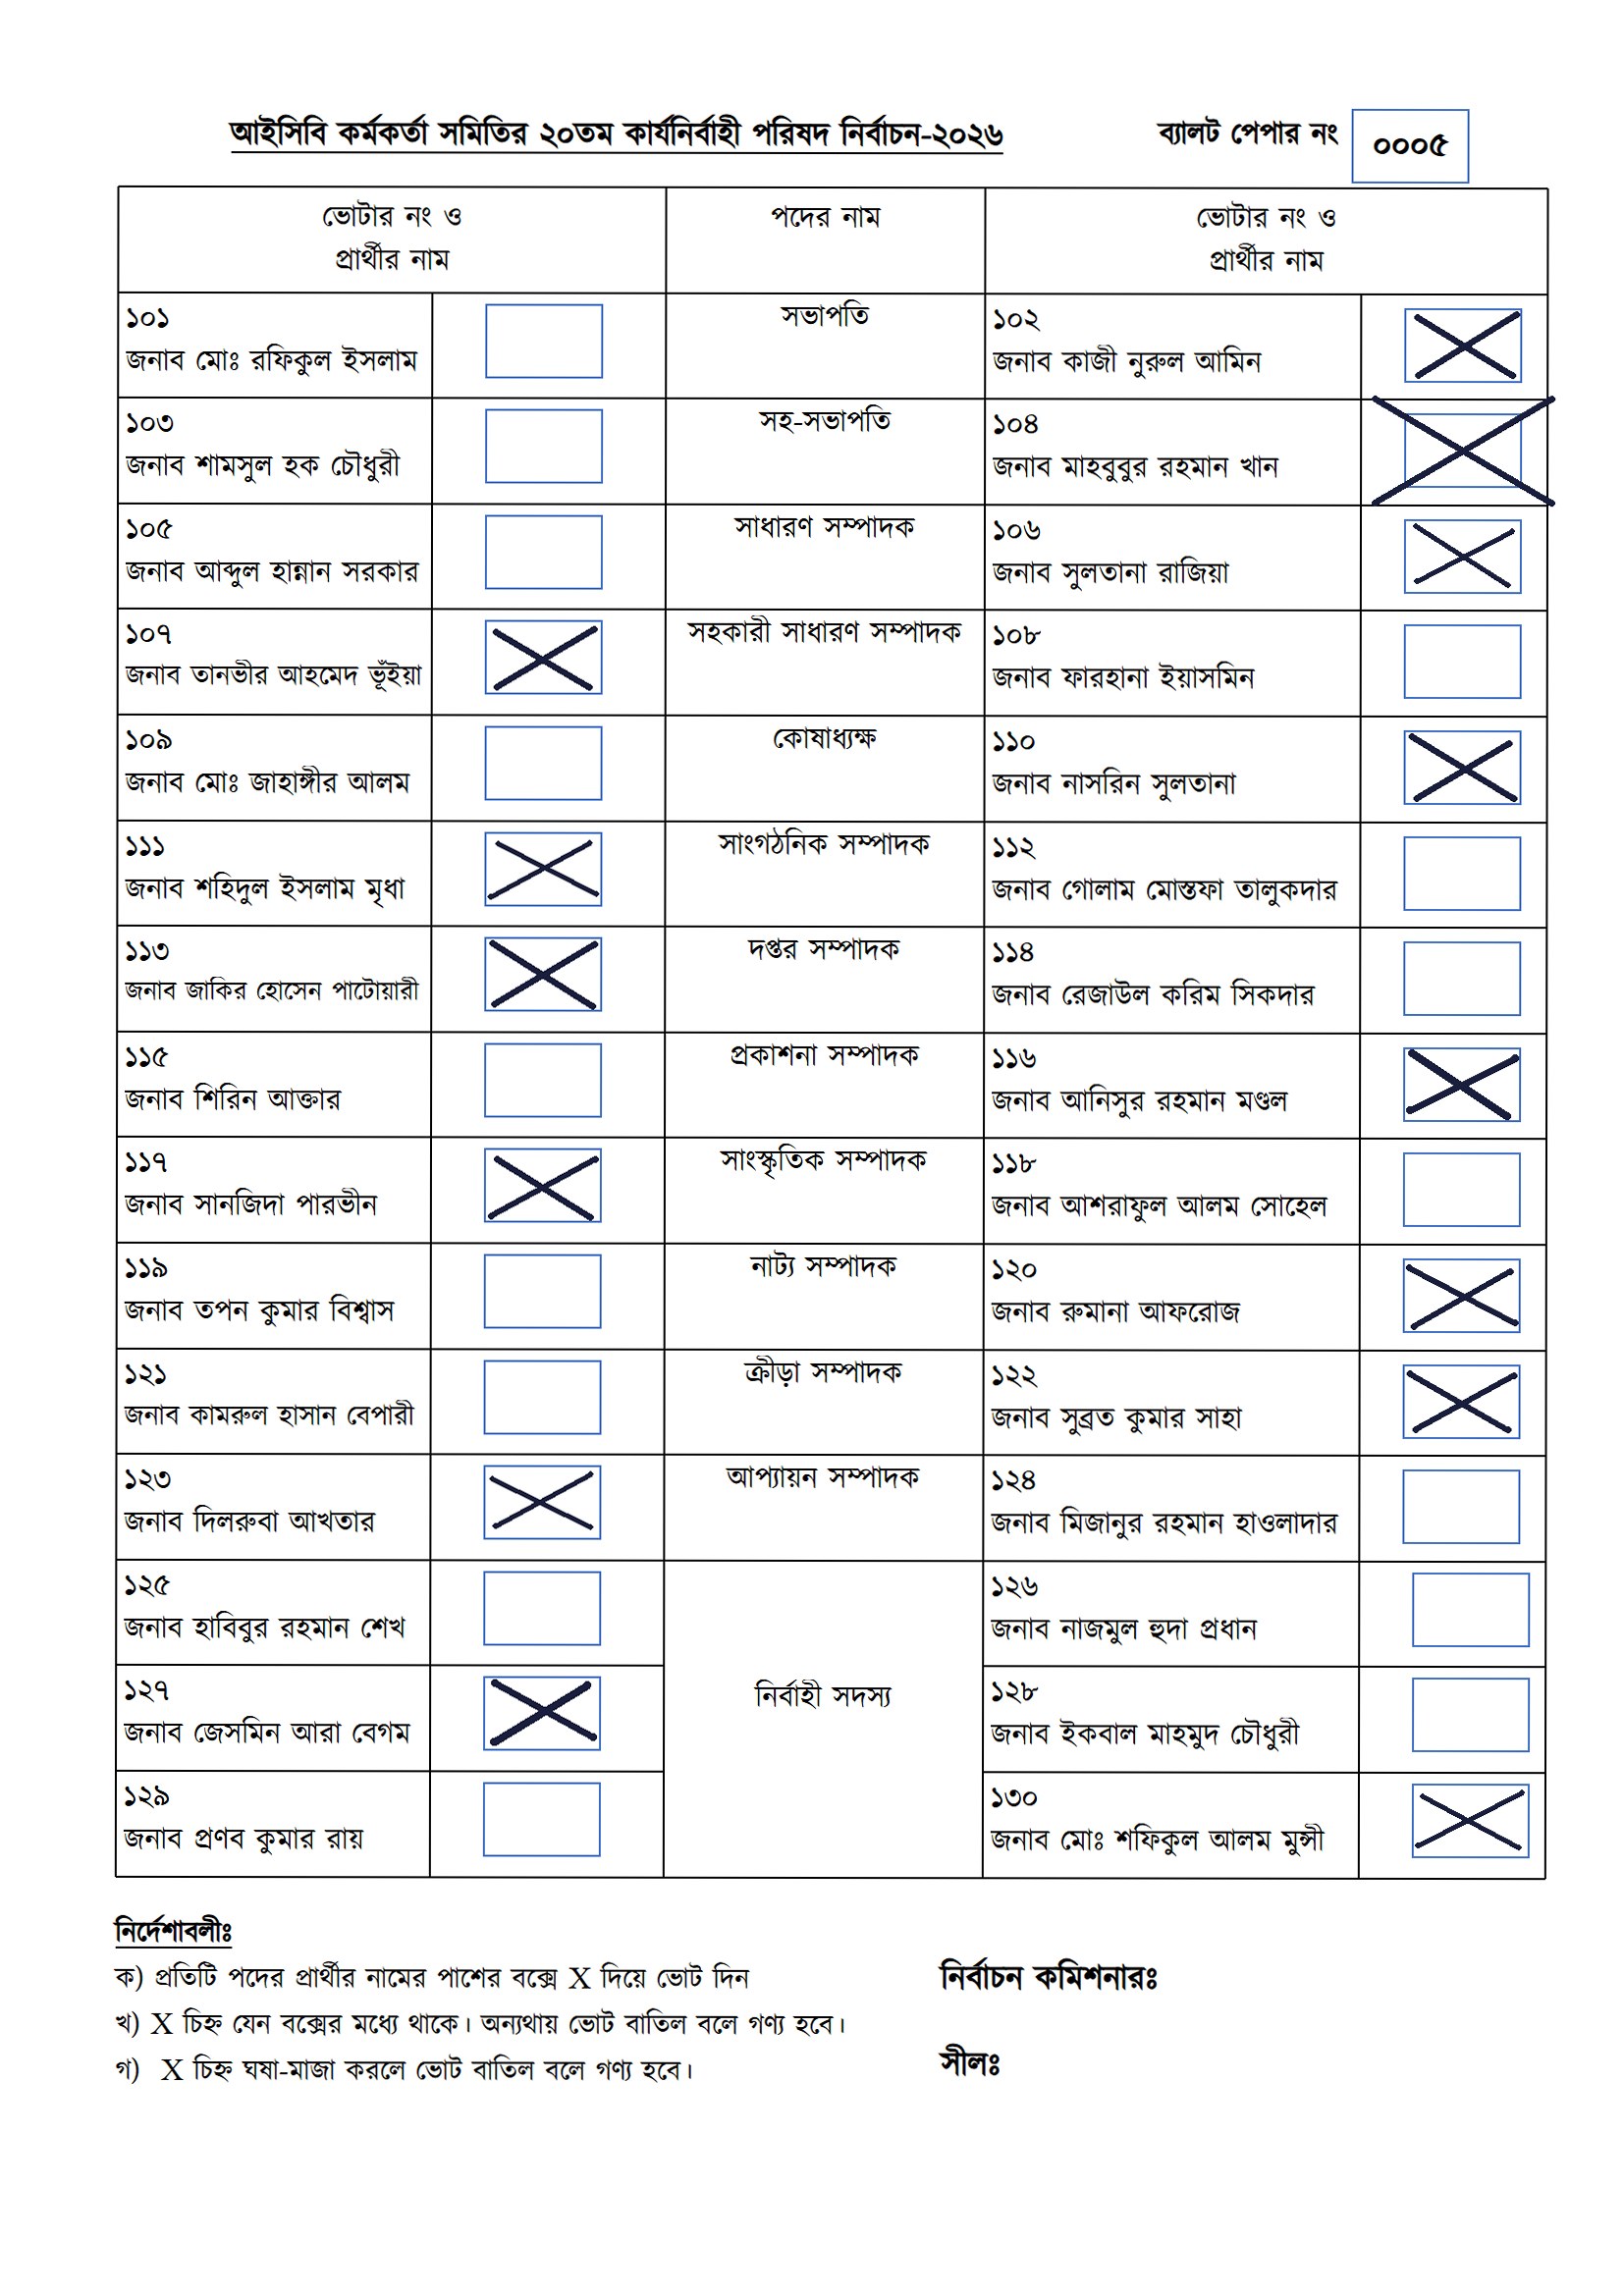 আইসিবি কর্মকর্তা সমিতির ২০তম কার্যনির্বাহী পরিষদ নির্বাচন-২০২৬ ব্যালট পেপার নং ০০০৫
ভোটার নং ও
প্রার্থীর নাম
পদের নাম
ভোটার নং ও
প্রার্থীর নাম
১০১
জনাব মোঃ রফিকুল ইসলাম
সভাপতি
১০২
জনাব কাজী নুরুল আমিন
১০৩
জনাব শামসুল হক চৌধুরী
সহ-সভাপতি
১০৪
জনাব মাহবুবুর রহমান খান
১০৫
জনাব আব্দুল হান্নান সরকার
সাধারণ সম্পাদক
১০৬
জনাব সুলতানা রাজিয়া
১০৭
জনাব তানভীর আহমেদ ভূঁইয়া
সহকারী সাধারণ সম্পাদক
১০৮
জনাব ফারহানা ইয়াসমিন
১০৯
জনাব মোঃ জাহাঙ্গীর আলম
কোষাধ্যক্ষ
১১০
জনাব নাসরিন সুলতানা
১১১
জনাব শহিদুল ইসলাম মৃধা
সাংগঠনিক সম্পাদক
১১২
জনাব গোলাম মোস্তফা তালুকদার
১১৩
জনাব জাকির হোসেন পাটোয়ারী
দপ্তর সম্পাদক
১১৪
জনাব রেজাউল করিম সিকদার
১১৫
জনাব শিরিন আক্তার
প্রকাশনা সম্পাদক
১১৬
জনাব আনিসুর রহমান মণ্ডল
১১৭
জনাব সানজিদা পারভীন
সাংস্কৃতিক সম্পাদক
১১৮
জনাব আশরাফুল আলম সোহেল
১১৯
জনাব তপন কুমার বিশ্বাস
নাট্য সম্পাদক
১২০
জনাব রুমানা আফরোজ
১২১
জনাব কামরুল হাসান বেপারী
ক্রীড়া সম্পাদক
১২২
জনাব সুব্রত কুমার সাহা
১২৩
জনাব দিলরুবা আখতার
আপ্যায়ন সম্পাদক
১২৪
জনাব মিজানুর রহমান হাওলাদার
১২৫
জনাব হাবিবুর রহমান শেখ
১২৬
জনাব নাজমুল হুদা প্রধান
১২৭
জনাব জেসমিন আরা বেগম
নির্বাহী সদস্য
১২৮
জনাব ইকবাল মাহমুদ চৌধুরী
১২৯
জনাব প্রণব কুমার রায়
১৩০
জনাব মোঃ শফিকুল আলম মুন্সী
নির্দেশাবলীঃ
ক) প্রতিটি পদের প্রার্থীর নামের পাশের বক্সে X দিয়ে ভোট দিন
খ) X চিহ্ন যেন বক্সের মধ্যে থাকে। অন্যথায় ভোট বাতিল বলে গণ্য হবে।
গ) X চিহ্ন ঘষা-মাজা করলে ভোট বাতিল বলে গণ্য হবে।
নির্বাচন কমিশনারঃ
সীলঃ